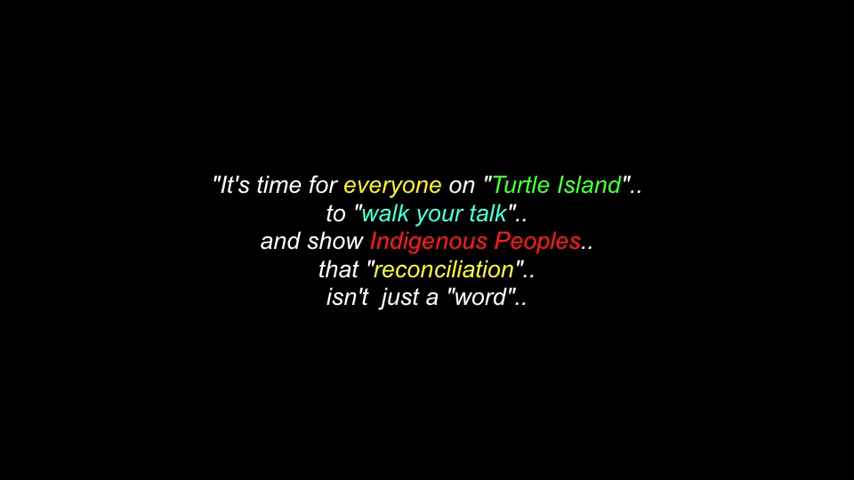 "It's time for everyone on "Turtle Island"..
to "walk your talk"..
and show Indigenous Peoples..
that "reconciliation"..
isn't  just a "word"..